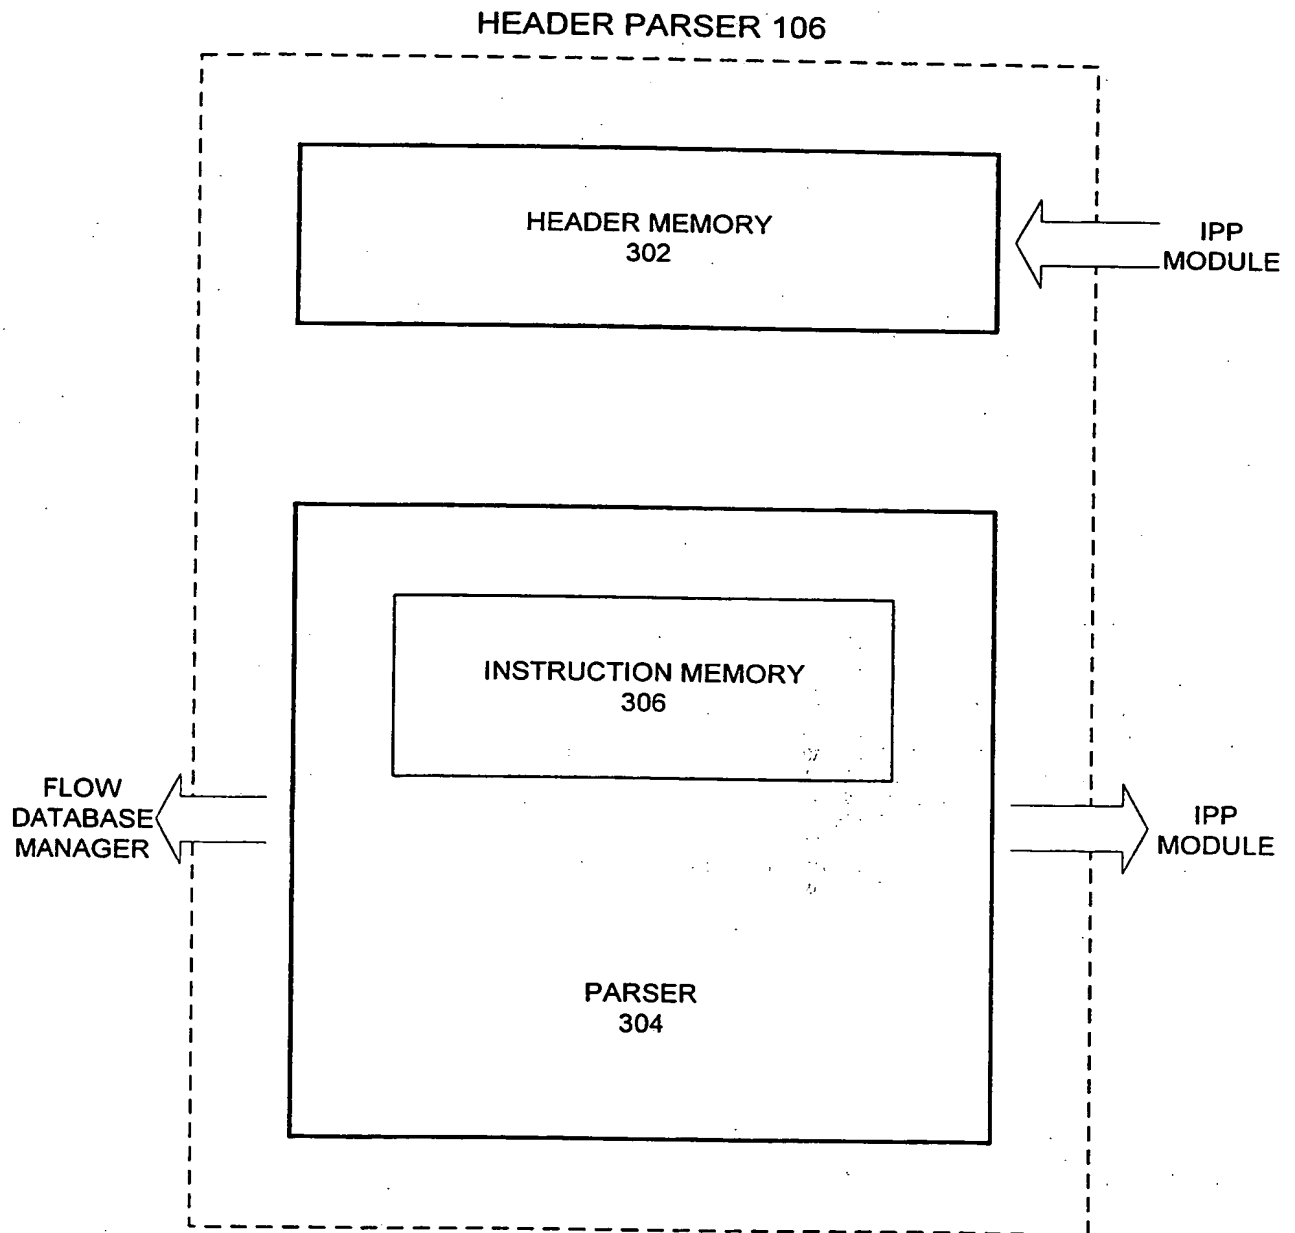 HEADER PARSER 106
HEADER MEMORY
302
IPP
MODULE
INSTRUCTION MEMORY
306
FLOW
DATABASE
MANAGER
IPP
MODULE
PARSER
304